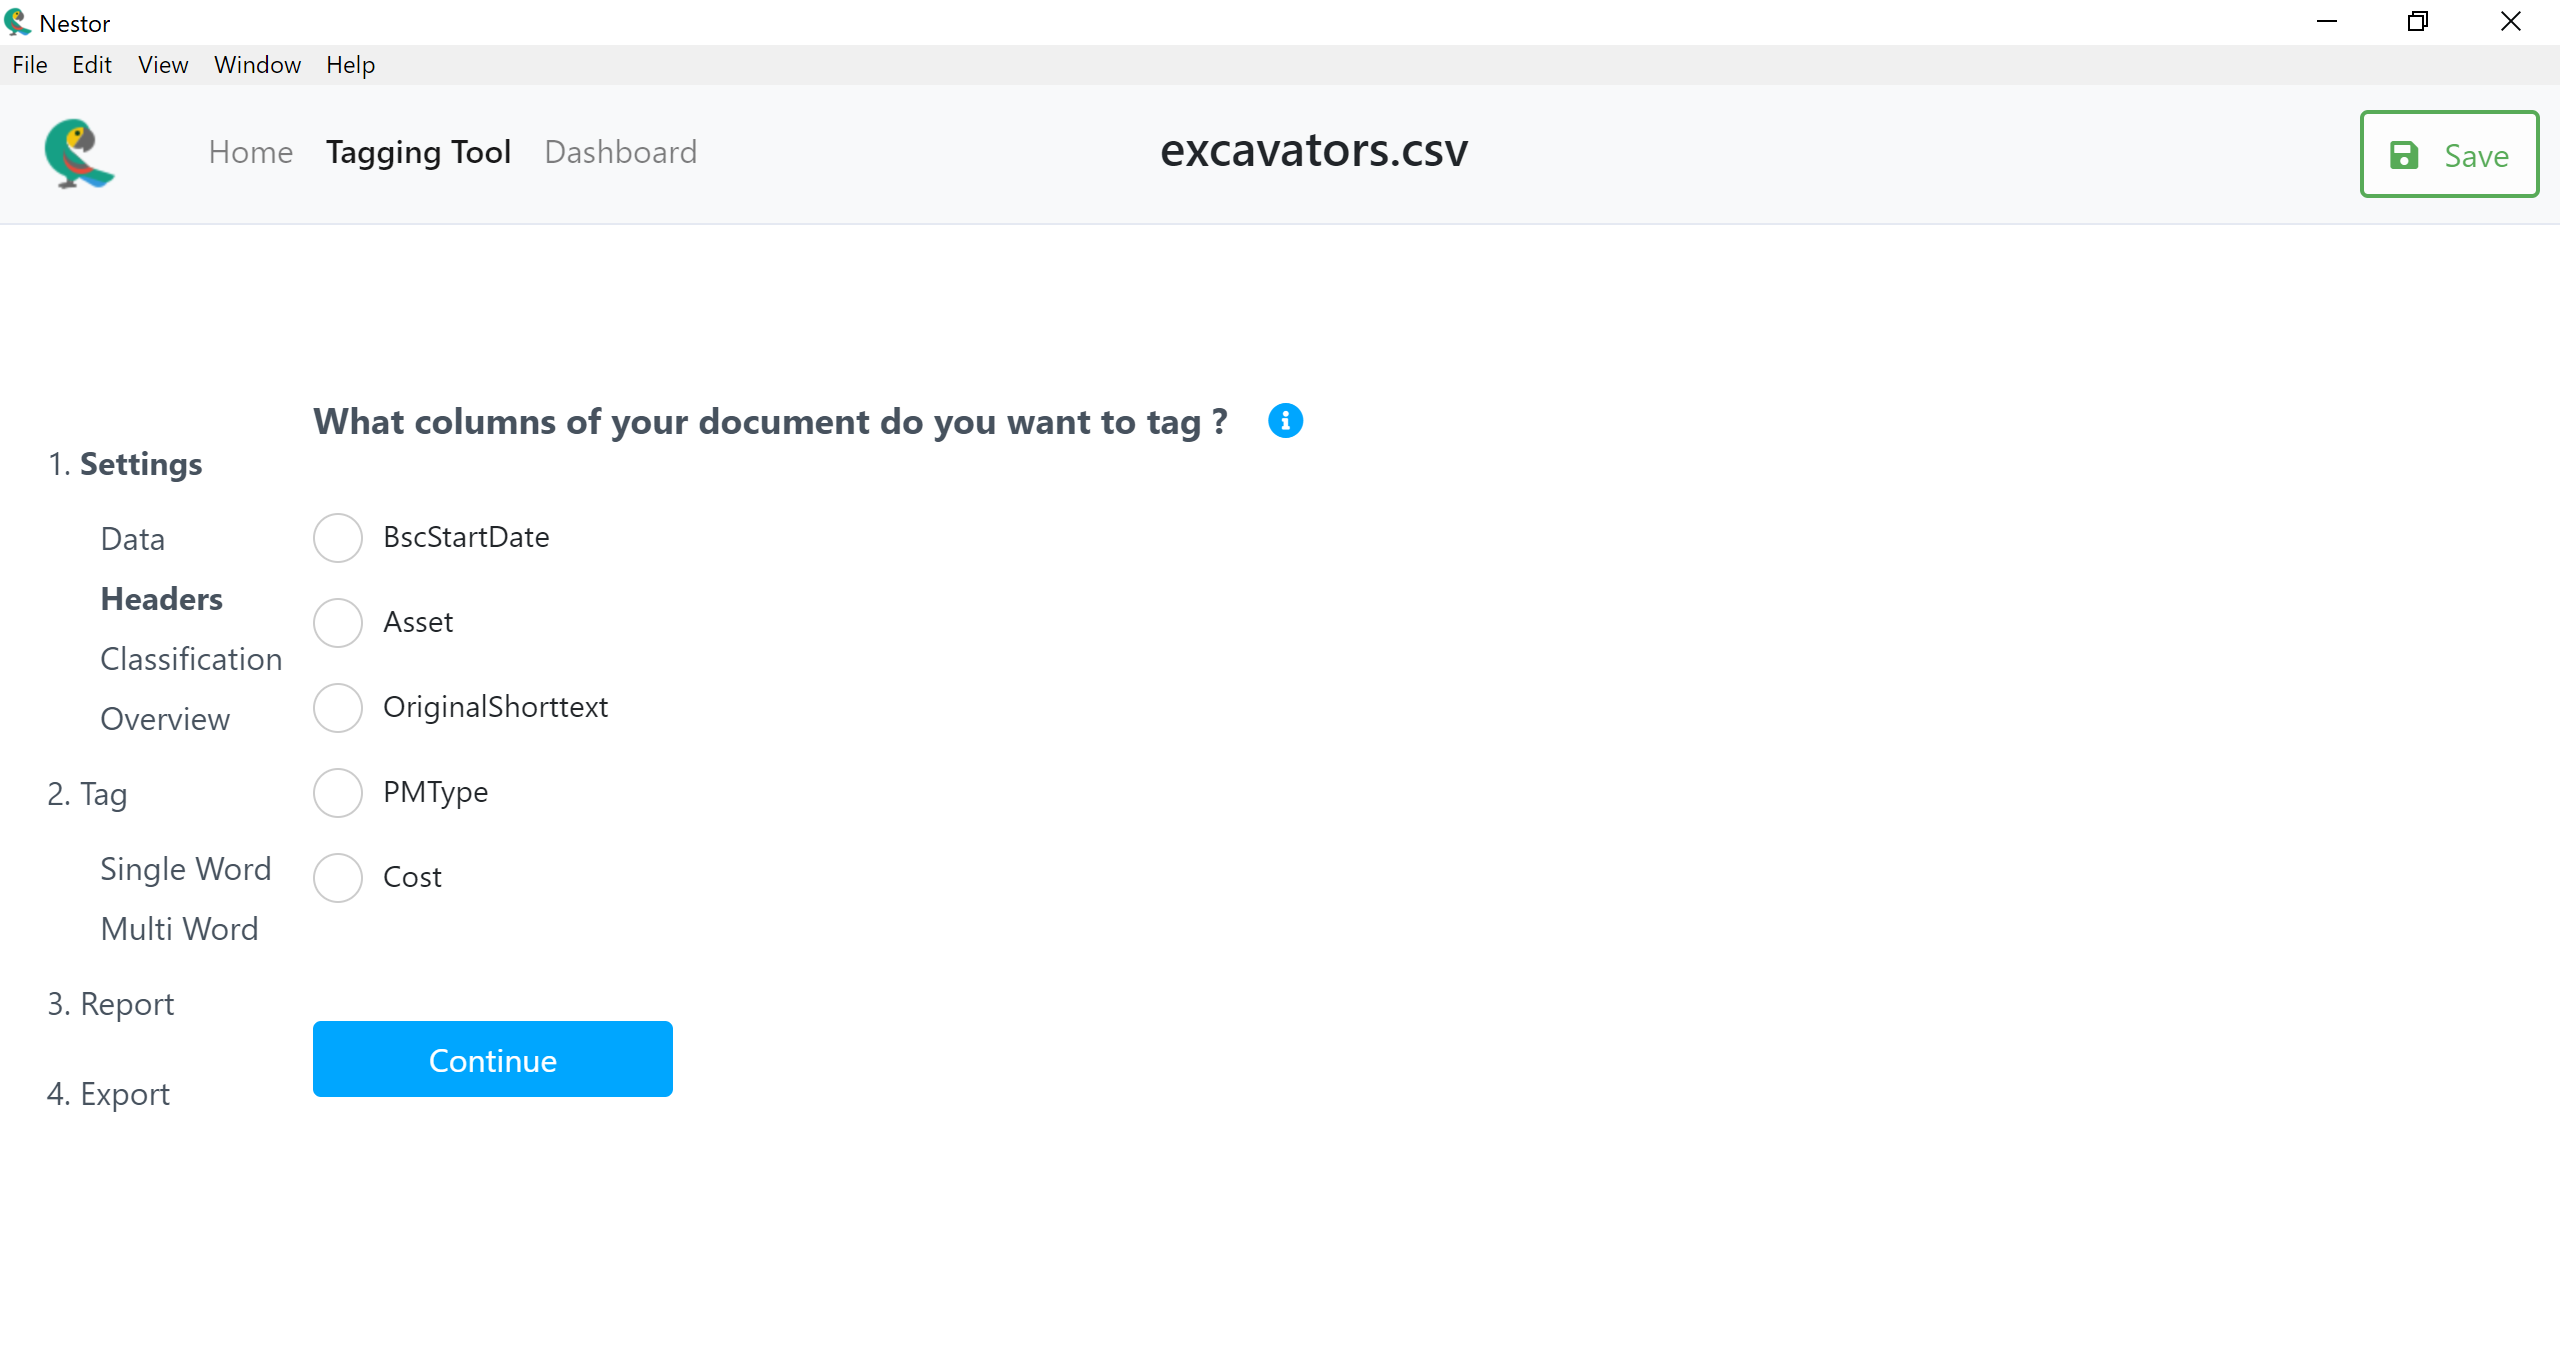 Nestor
File Edit View Window Help
Home Tagging Tool Dashboard
excavators.csv
Save
What columns of your document do you want to tag ?
1. Settings
Data
Headers
Classification
Overview
2. Tag
Single Word
Multi Word
3. Report
4. Export
BscStartDate
Asset
OriginalShorttext
PMType
Cost
Continue